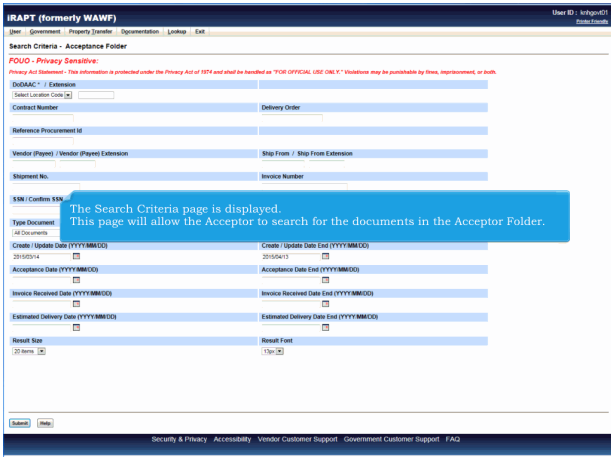 iRAPT (formerly WAWF)
User ID : knhgovt01
Printer Friendly
User Government Property Transfer Documentation Lookup Exit
Search Criteria - Acceptance Folder
FOUO - Privacy Sensitive:
Privacy Act Statement - This information is protected under the Privacy Act of 1974 and shall be handled as "FOR OFFICIAL USE ONLY." Violations may be punishable by fines, imprisonment, or both.
DoDAAC * / Extension
Select Location Code
Contract Number Delivery Order
Reference Procurement Id
Vendor (Payee) / Vendor (Payee) Extension Ship From / Ship From Extension
Shipment No. Invoice Number
SSN / Confirm SSN
The Search Criteria page is displayed.
This page will allow the Acceptor to search for the documents in the Acceptor Folder.
Type Document
All Documents
Create / Update Date (YYYY/MM/DD) Create / Update Date End (YYYY/MM/DD)
2015/03/14 2015/04/13
Acceptance Date (YYYY/MM/DD) Acceptance Date End (YYYY/MM/DD)
Invoice Received Date (YYYY/MM/DD) Invoice Received Date End (YYYY/MM/DD)
Estimated Delivery Date (YYYY/MM/DD) Estimated Delivery Date End (YYYY/MM/DD)
Result Size Result Font
20 items 13px
Submit Help
Security & Privacy Accessibility Vendor Customer Support Government Customer Support FAQ